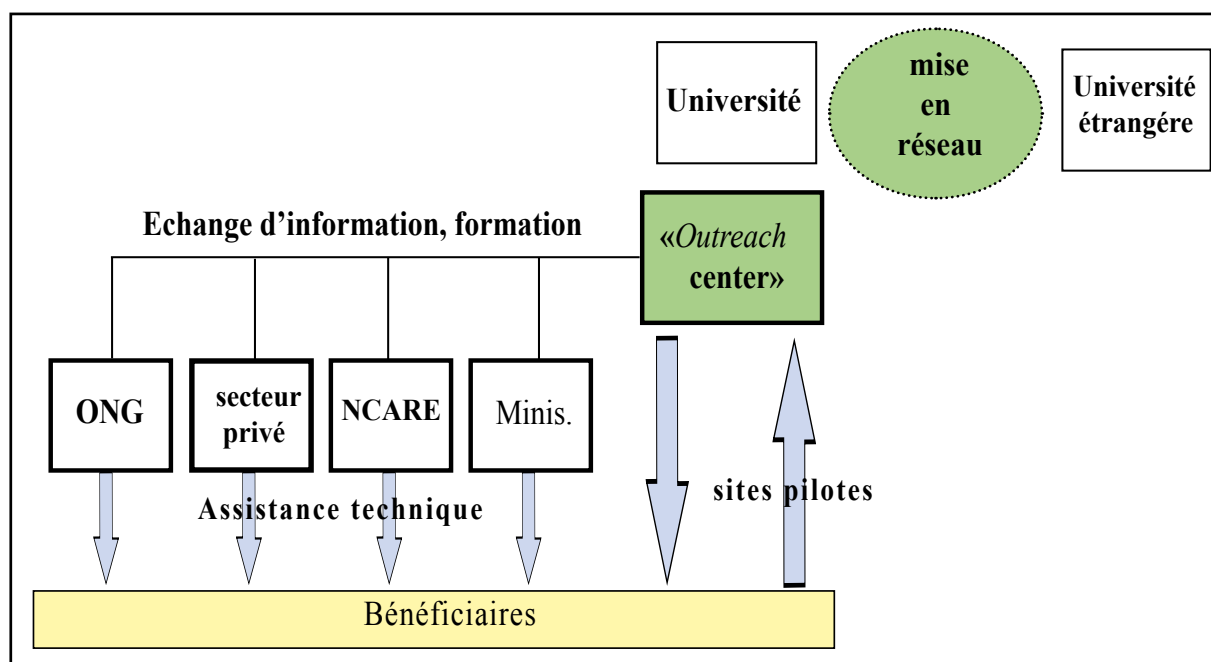 Université
mise
en
réseau
Université
étrangére
Echange d’information, formation
«Outreach
center»
ONG
secteur
privé
NCARE
Minis.
Assistance technique
sites pilotes
Bénéficiaires